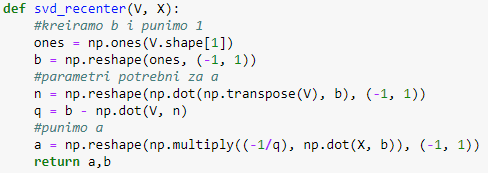 def svd_recenter(V, X):
    #kreiramo b i punimo 1
    ones = np.ones(V.shape[1])
    b = np.reshape(ones, (-1, 1))
    #parametri potrebni za a
    n = np.reshape(np.dot(np.transpose(V), b), (-1, 1))
    q = b - np.dot(V, n)
    #punimo a
    a = np.reshape(np.multiply((-1/q), np.dot(X, b)), (-1, 1))
    return a,b